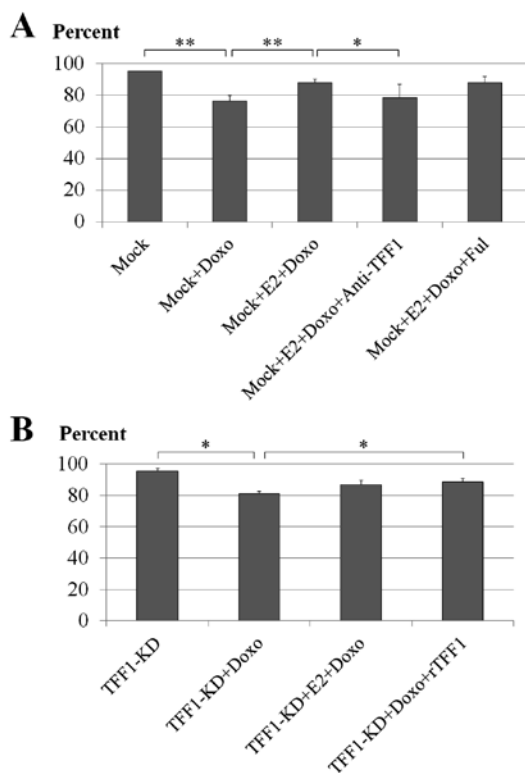 A Percent
** ** *
100
80
60
40
20
0
Mock
Mock+Doxo
Mock+E2+Doxo
Mock+E2+Doxo+Anti-TFF1
Mock+E2+Doxo+Ful
B Percent
* *
100
80
60
40
20
0
TFF1-KD
TFF1-KD+Doxo
TFF1-KD+E2+Doxo
TFF1-KD+Doxo+rTFF1